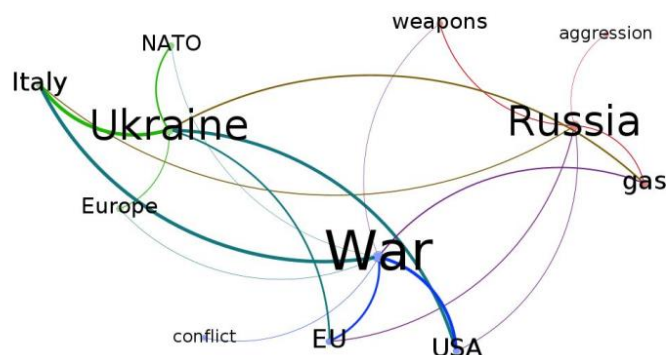 weapons
NATO
aggression
Italy
Ukraine
Russia
gas
Europe
War
conflict
EU
USA